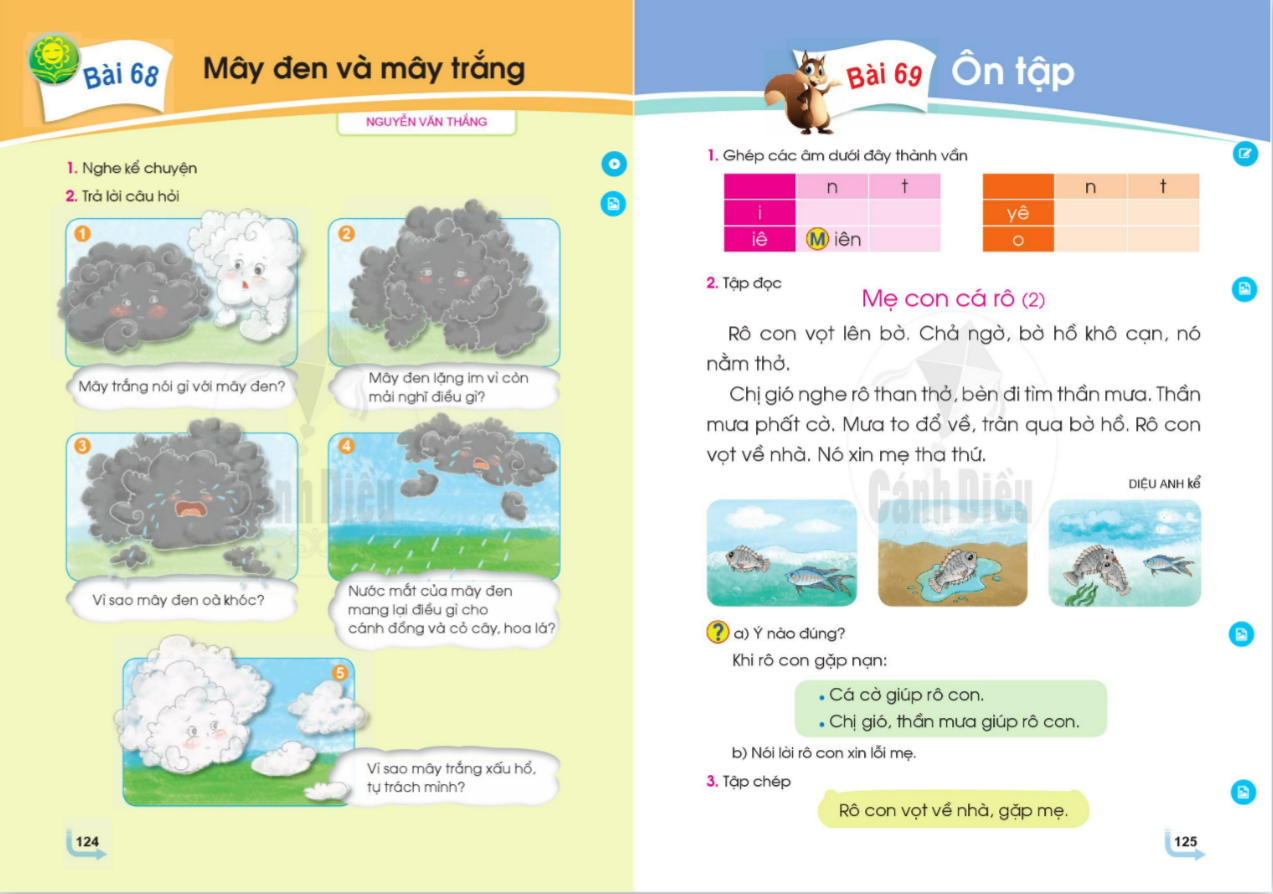 Bài 68
Mây đen và mây trắng
NGUYỄN VĂN THẮNG
1. Nghe kể chuyện
2. Trả lời câu hỏi
1
Mây trắng nói gì với mây đen?
2
Mây đen lặng im vì còn
mải nghĩ điều gì?
3
Vì sao mây đen oà khóc?
4
Nước mắt của mây đen
mang lại điều gì cho
cánh đồng và cỏ cây, hoa lá?
5
Vì sao mây trắng xấu hổ,
tự trách mình?
124
Bài 69
Ôn tập
1. Ghép các âm dưới đây thành vần
n t
i
iê M iên
n t
yê
o
2. Tập đọc
Mẹ con cá rô (2)
Rô con vọt lên bờ. Chả ngờ, bờ hồ khô cạn, nó
nằm thở.
Chị gió nghe rô than thở, bèn đi tìm thần mưa. Thần
mưa phất cờ. Mưa to đổ về, tràn qua bờ hồ. Rô con
vọt về nhà. Nó xin mẹ tha thứ.
DIỆU ANH kể
Cánh Diều
Cánh Diều
? a) Ý nào đúng?
Khi rô con gặp nạn:
• Cá cờ giúp rô con.
• Chị gió, thần mưa giúp rô con.
b) Nói lời rô con xin lỗi mẹ.
3. Tập chép
Rô con vọt về nhà, gặp mẹ.
125